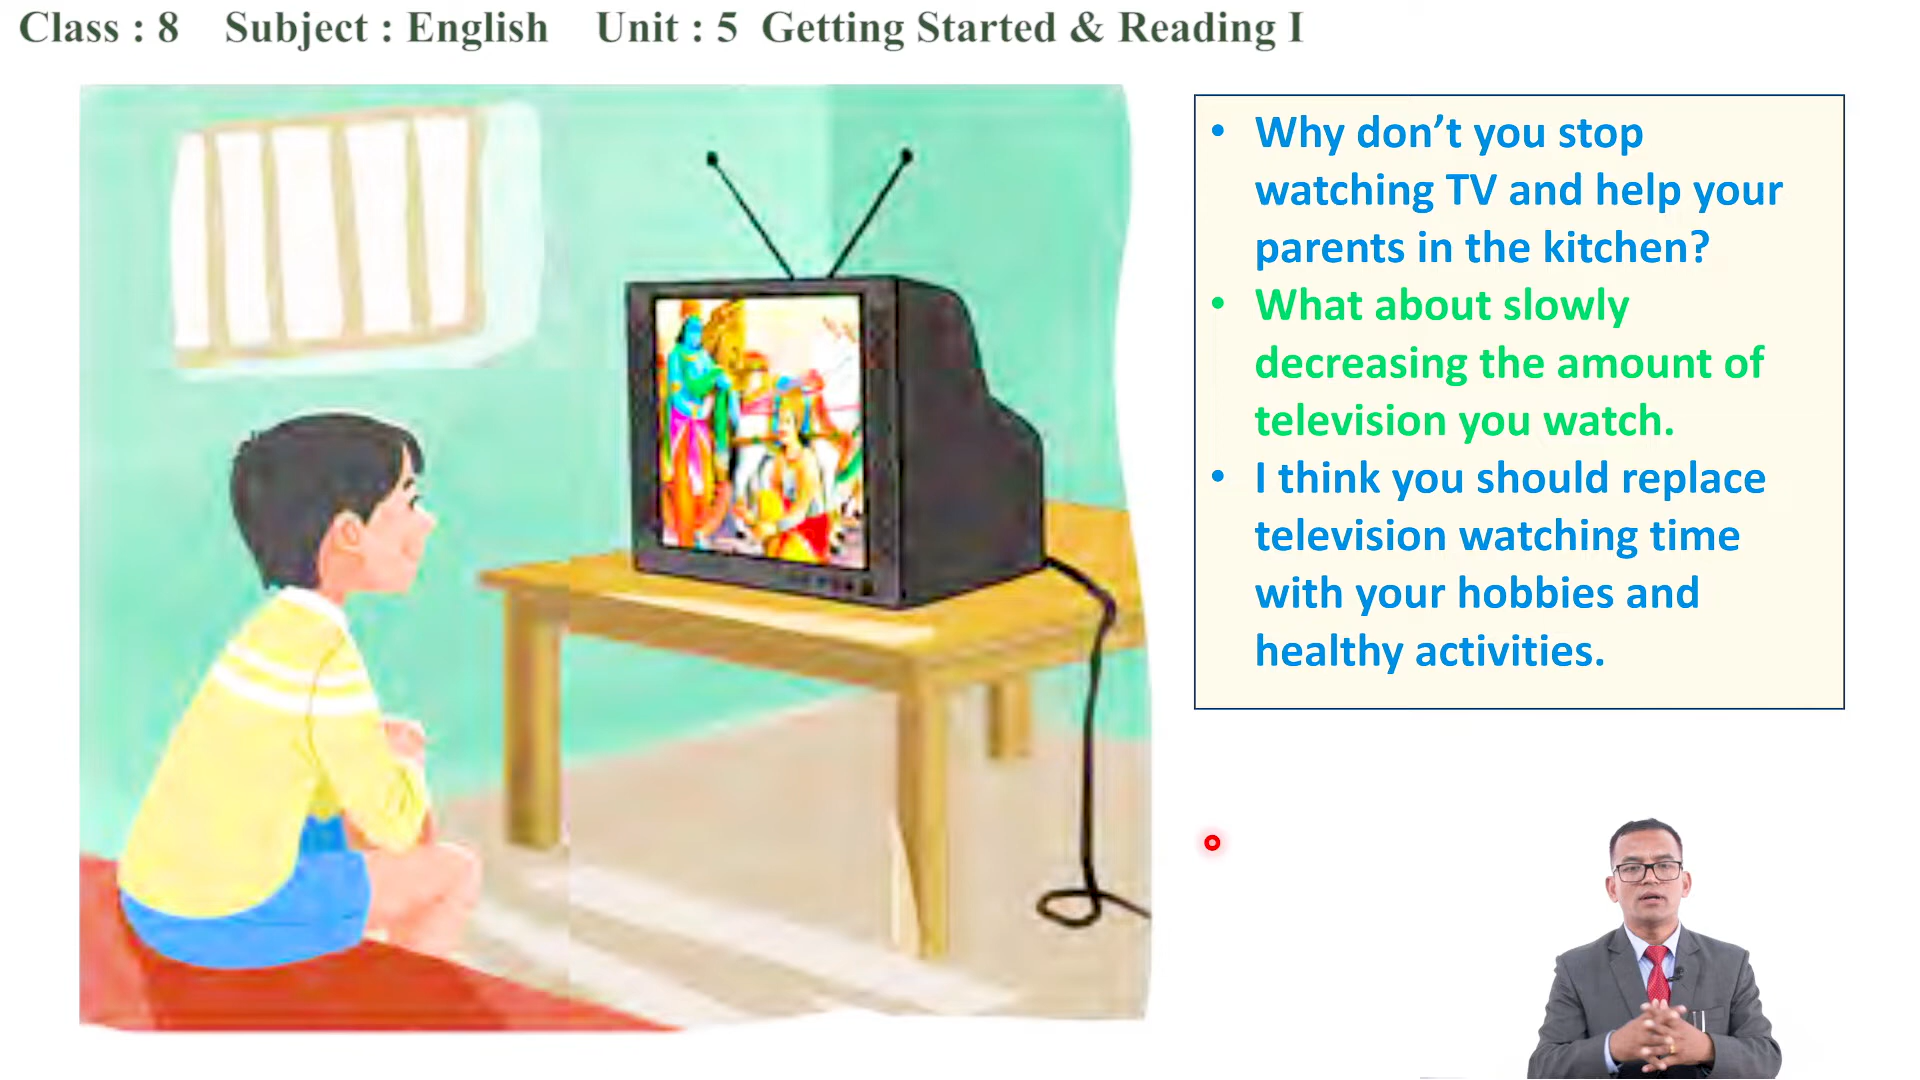 Class : 8 Subject : English Unit : 5 Getting Started & Reading I
• Why don’t you stop
watching TV and help your
parents in the kitchen?
• What about slowly
decreasing the amount of
television you watch.
• I think you should replace
television watching time
with your hobbies and
healthy activities.